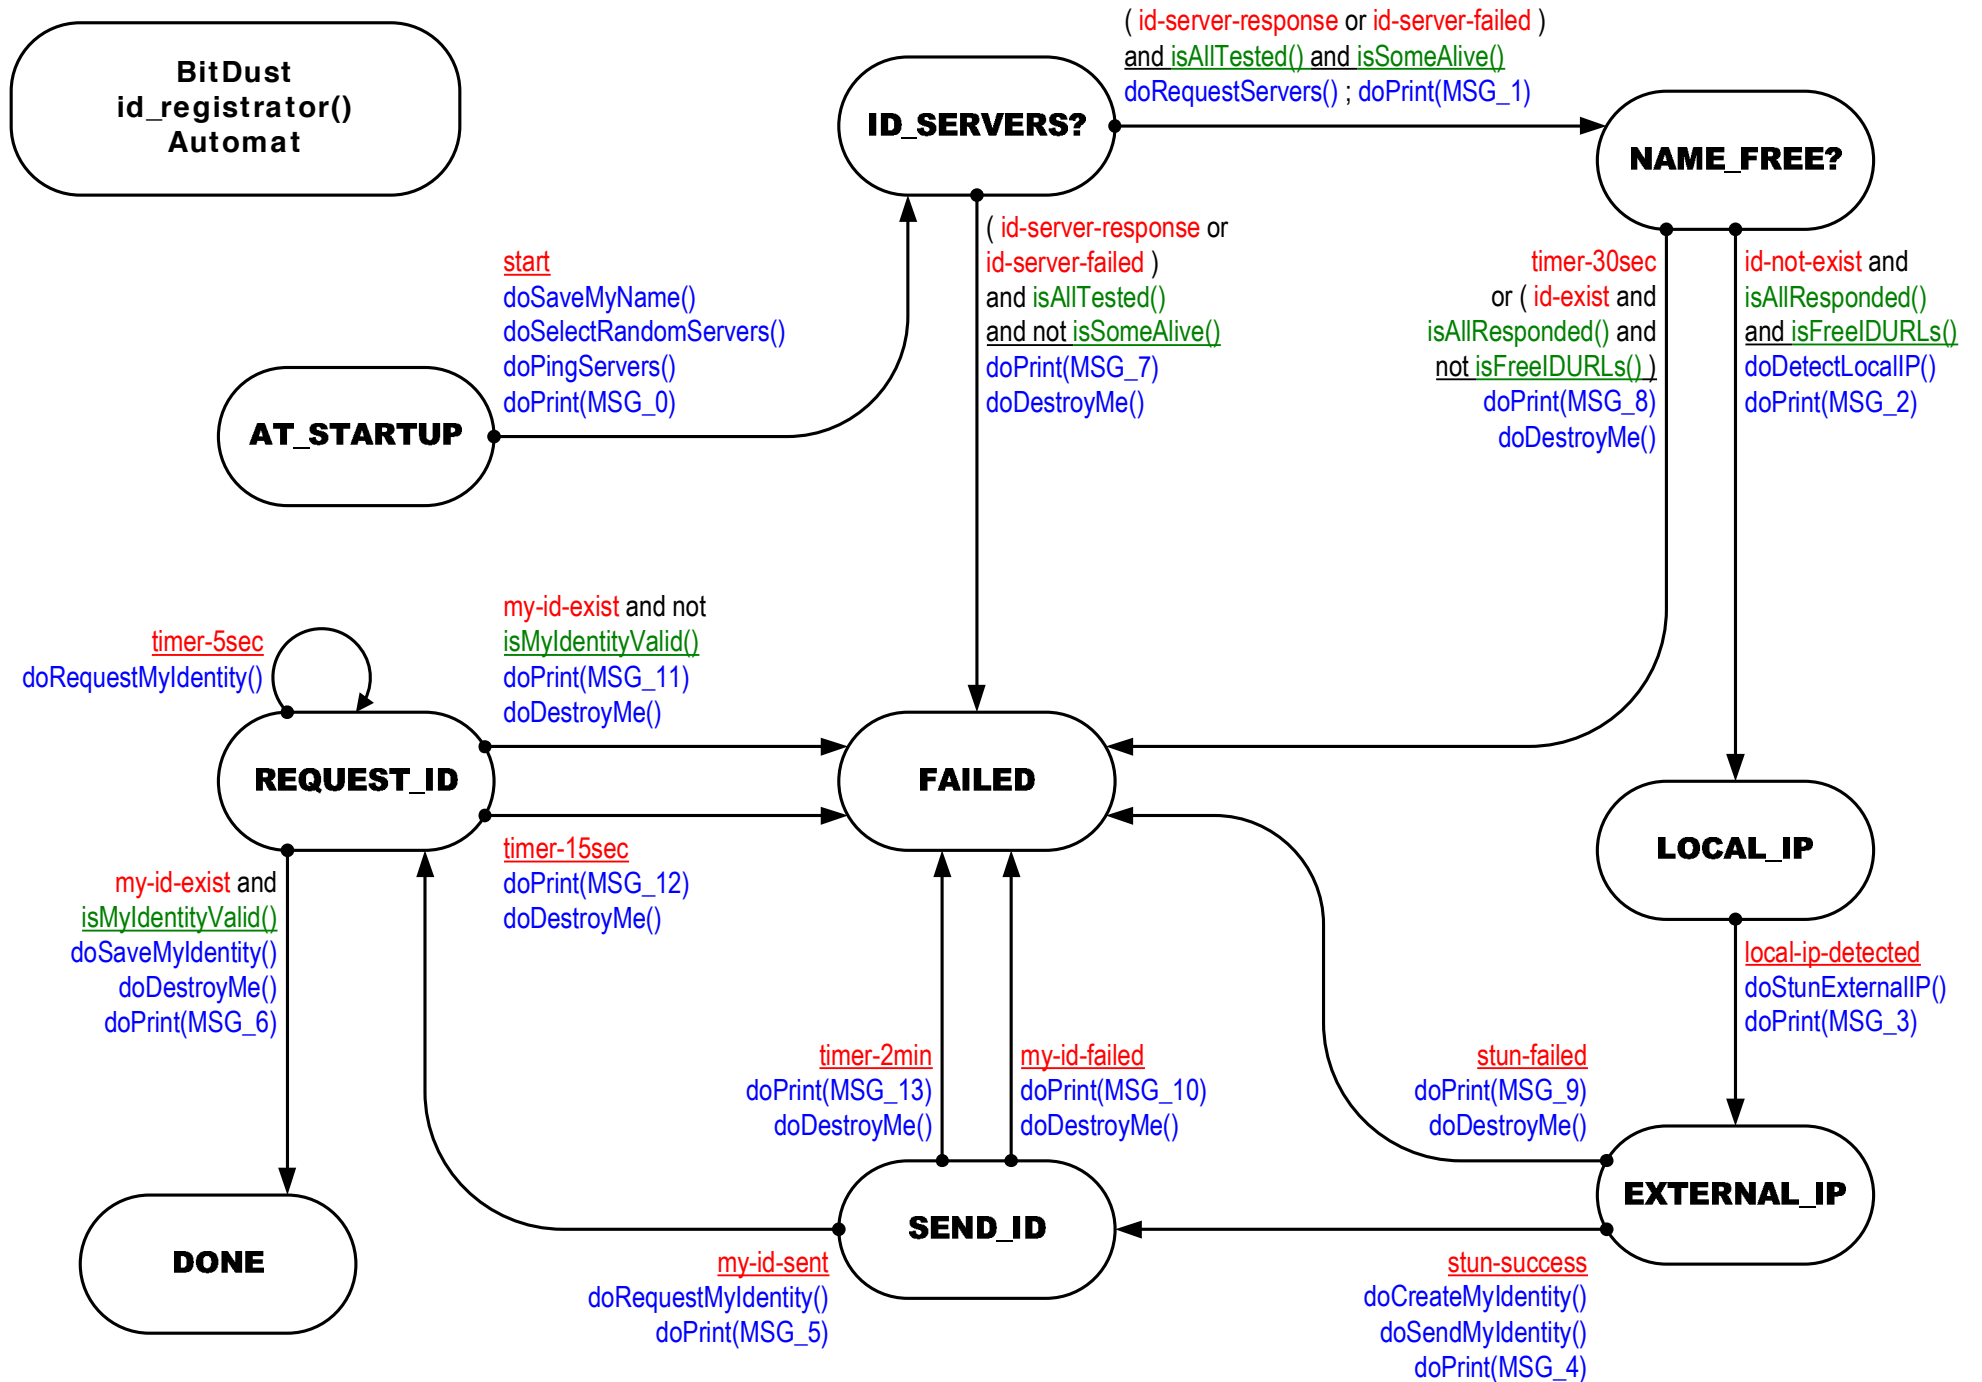 BitDust
id_registrator()
Automat
( id-server-response or id-server-failed )
and isAllTested() and isSomeAlive()
doRequestServers() ; doPrint(MSG_1)
ID_SERVERS?
NAME_FREE?
start
doSaveMyName()
doSelectRandomServers()
doPingServers()
doPrint(MSG_0)
( id-server-response or
id-server-failed )
and isAllTested()
and not isSomeAlive()
doPrint(MSG_7)
doDestroyMe()
timer-30sec
or ( id-exist and
isAllResponded() and
not isFreeIDURLs() )
doPrint(MSG_8)
doDestroyMe()
id-not-exist and
isAllResponded()
and isFreeIDURLs()
doDetectLocalIP()
doPrint(MSG_2)
AT_STARTUP
timer-5sec
doRequestMyIdentity()
my-id-exist and not
isMyIdentityValid()
doPrint(MSG_11)
doDestroyMe()
REQUEST_ID
FAILED
LOCAL_IP
timer-15sec
doPrint(MSG_12)
doDestroyMe()
my-id-exist and
isMyIdentityValid()
doSaveMyIdentity()
doDestroyMe()
doPrint(MSG_6)
local-ip-detected
doStunExternalIP()
doPrint(MSG_3)
timer-2min
doPrint(MSG_13)
doDestroyMe()
my-id-failed
doPrint(MSG_10)
doDestroyMe()
stun-failed
doPrint(MSG_9)
doDestroyMe()
EXTERNAL_IP
SEND_ID
DONE
my-id-sent
doRequestMyIdentity()
doPrint(MSG_5)
stun-success
doCreateMyIdentity()
doSendMyIdentity()
doPrint(MSG_4)